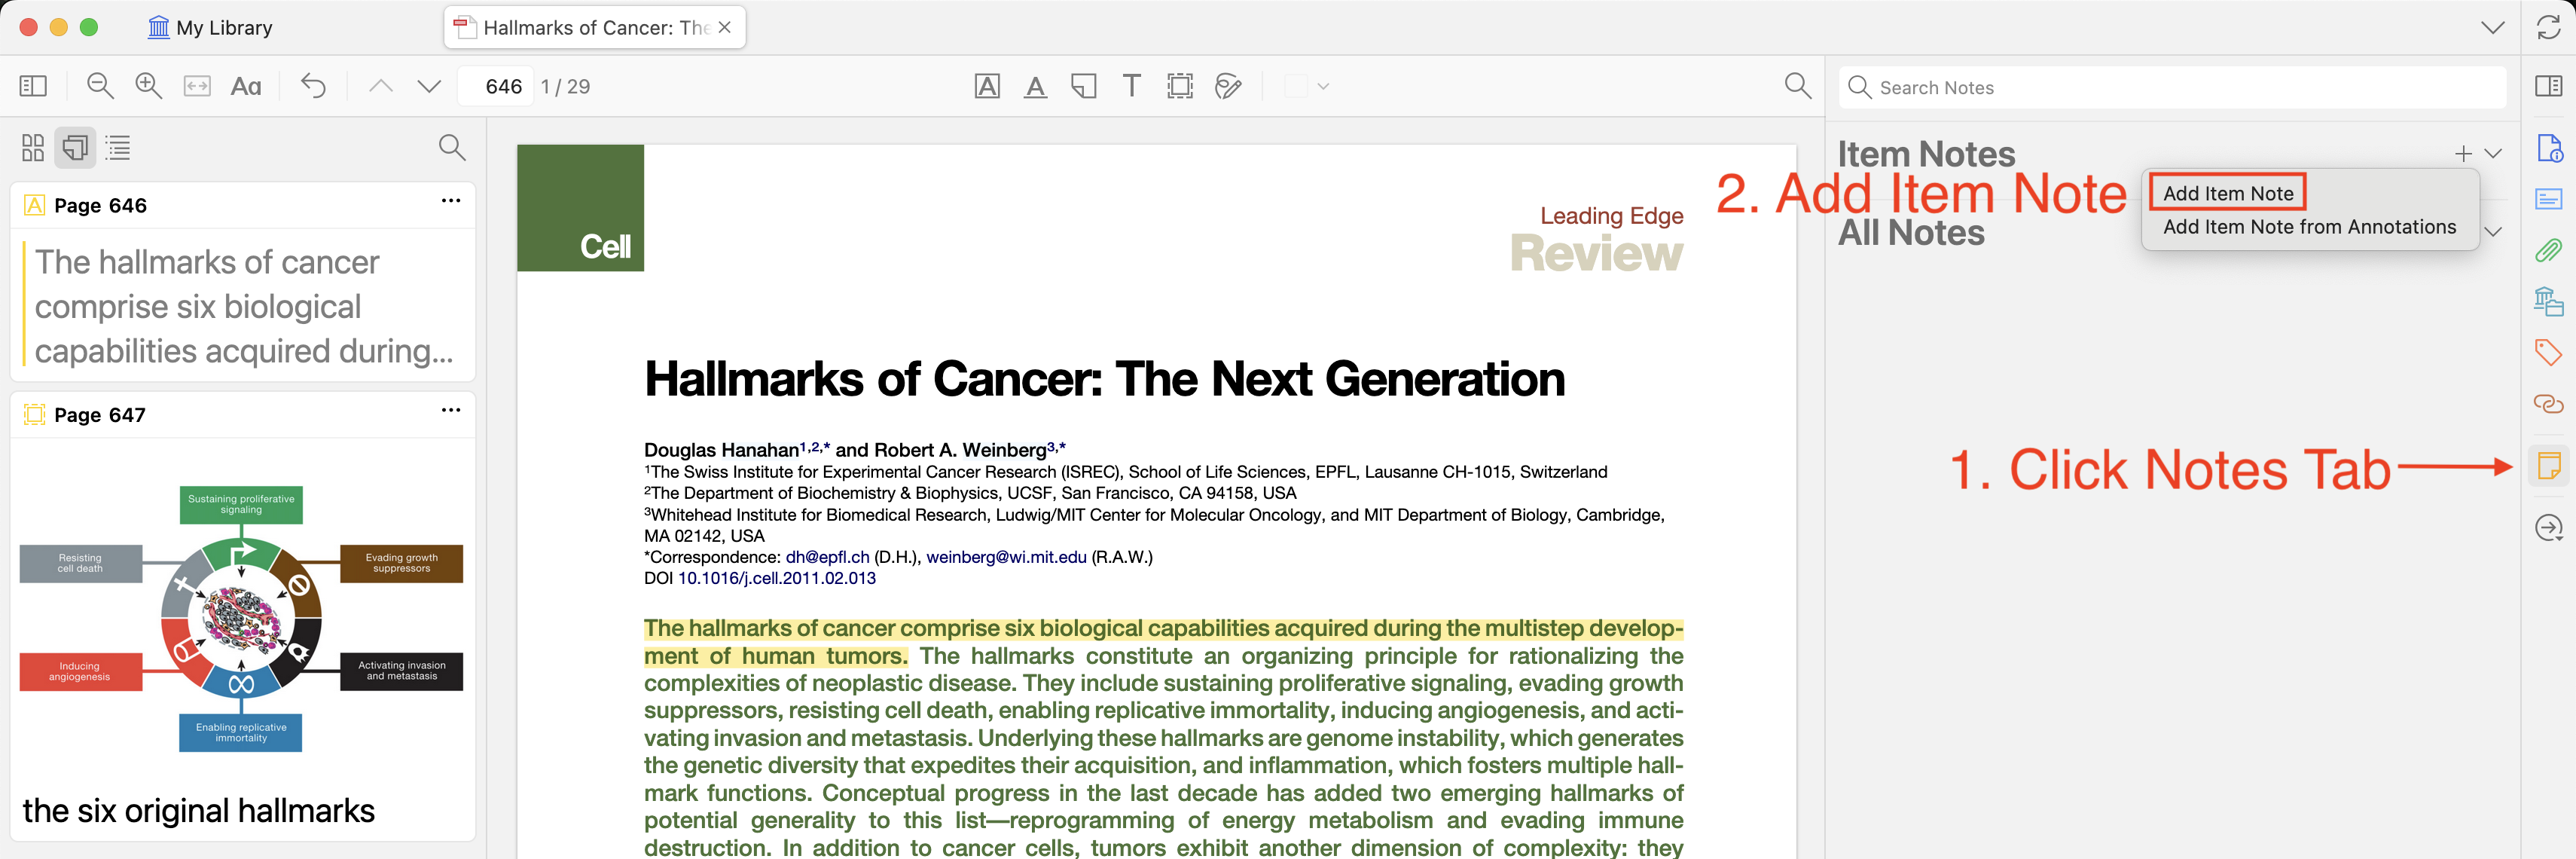 My Library
Hallmarks of Cancer: The
Aa
646 1 / 29
A A T
Search Notes
Page 646
The hallmarks of cancer
comprise six biological
capabilities acquired during...
Page 647
Sustaining proliferative
signaling
Resisting
cell death
Evading growth
suppressors
Inducing
angiogenesis
Activating invasion
and metastasis
Enabling replicative
immortality
the six original hallmarks
Cell
Leading Edge
Review
Hallmarks of Cancer: The Next Generation
Douglas Hanahan1,2,* and Robert A. Weinberg3,*
1The Swiss Institute for Experimental Cancer Research (ISREC), School of Life Sciences, EPFL, Lausanne CH-1015, Switzerland
2The Department of Biochemistry & Biophysics, UCSF, San Francisco, CA 94158, USA
3Whitehead Institute for Biomedical Research, Ludwig/MIT Center for Molecular Oncology, and MIT Department of Biology, Cambridge,
MA 02142, USA
*Correspondence: dh@epfl.ch (D.H.), weinberg@wi.mit.edu (R.A.W.)
DOI 10.1016/j.cell.2011.02.013
The hallmarks of cancer comprise six biological capabilities acquired during the multistep develop-
ment of human tumors. The hallmarks constitute an organizing principle for rationalizing the
complexities of neoplastic disease. They include sustaining proliferative signaling, evading growth
suppressors, resisting cell death, enabling replicative immortality, inducing angiogenesis, and acti-
vating invasion and metastasis. Underlying these hallmarks are genome instability, which generates
the genetic diversity that expedites their acquisition, and inflammation, which fosters multiple hall-
mark functions. Conceptual progress in the last decade has added two emerging hallmarks of
potential generality to this list—reprogramming of energy metabolism and evading immune
destruction. In addition to cancer cells, tumors exhibit another dimension of complexity: they
Item Notes
2. Add Item Note
Add Item Note
Add Item Note from Annotations
All Notes
1. Click Notes Tab